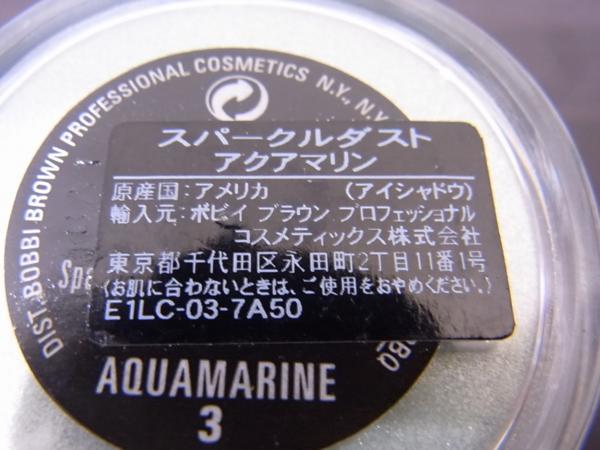 DIST. BOBBI BROWN PROFESSIONAL COSMETICS N.Y., N.Y.
スパークルダスト
アクアマリン
原産国：アメリカ　（アイシャドウ）
輸入元：ボビイ ブラウン プロフェッショナル
コスメティックス株式会社
東京都千代田区永田町2丁目11番1号
〈お肌に合わないときは、ご使用をおやめください。〉
E1LC-03-7A50
AQUAMARINE
3